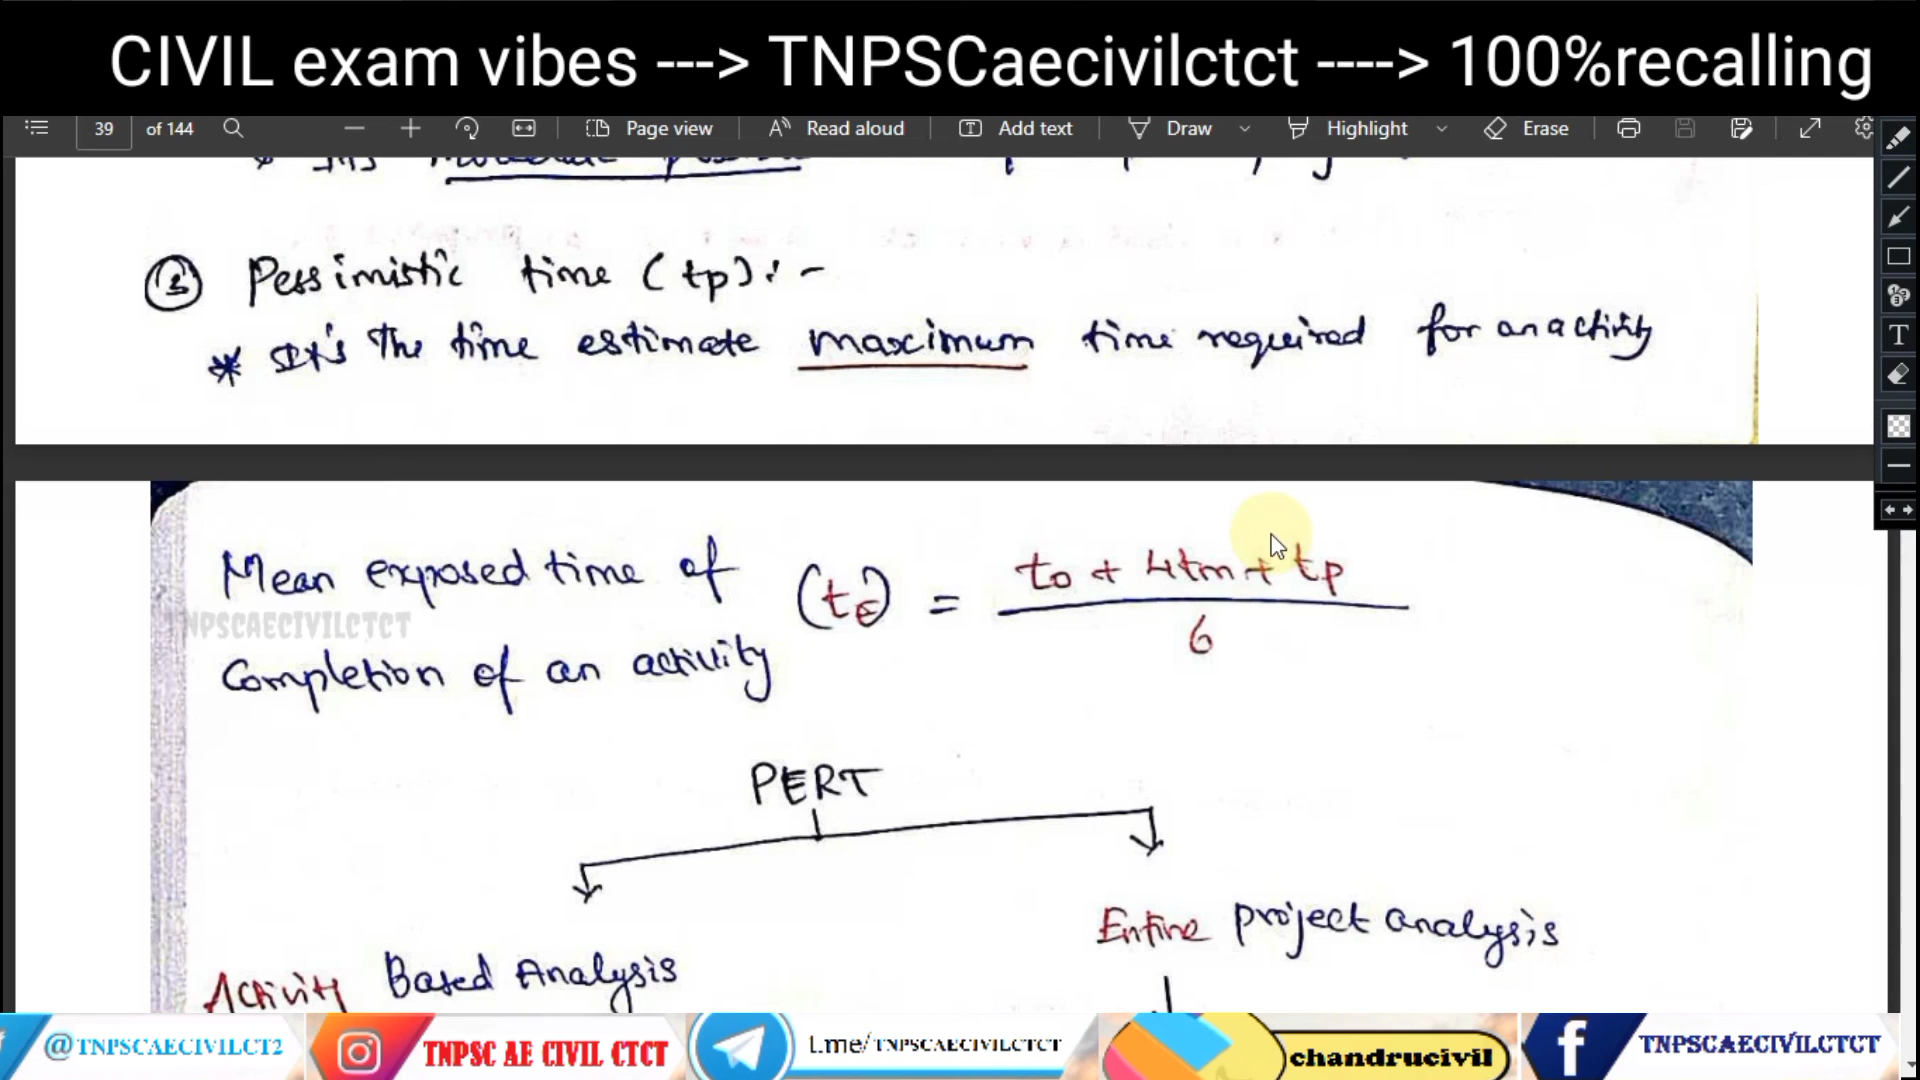 CIVIL exam vibes ---> TNPSCaecivilctct ----> 100%recalling
39 of 144 Page view Read aloud Add text Draw Highlight Erase
3 Pessimistic time (tp):-
* It's The time estimate maximum time required for an activity
Mean exposed time of (tE) = to + 4tm + tp
6
TNPSCAECIVILCTCT
Completion of an activity
PERT
Entire project analysis
Activity Based Analysis
@TNPSCAECIVILCT2 TNPSC AE CIVIL CTCT t.me/TNPSCAECIVILCTCT chandrucivil TNPSCAECIVILCTCT